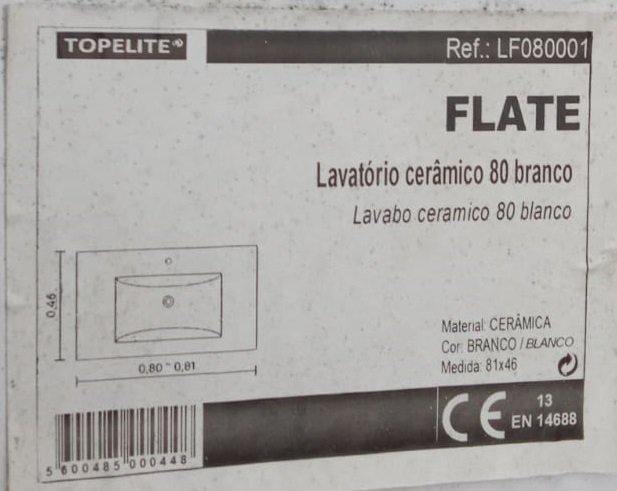 TOPELITE®
Ref.: LF080001
FLATE
Lavatório cerâmico 80 branco
Lavabo ceramico 80 blanco
0,46
0,80 ~ 0,81
Material: CERÂMICA
Cor: BRANCO / BLANCO
Medida: 81x46
CE 13
EN 14688
5 600485 000448